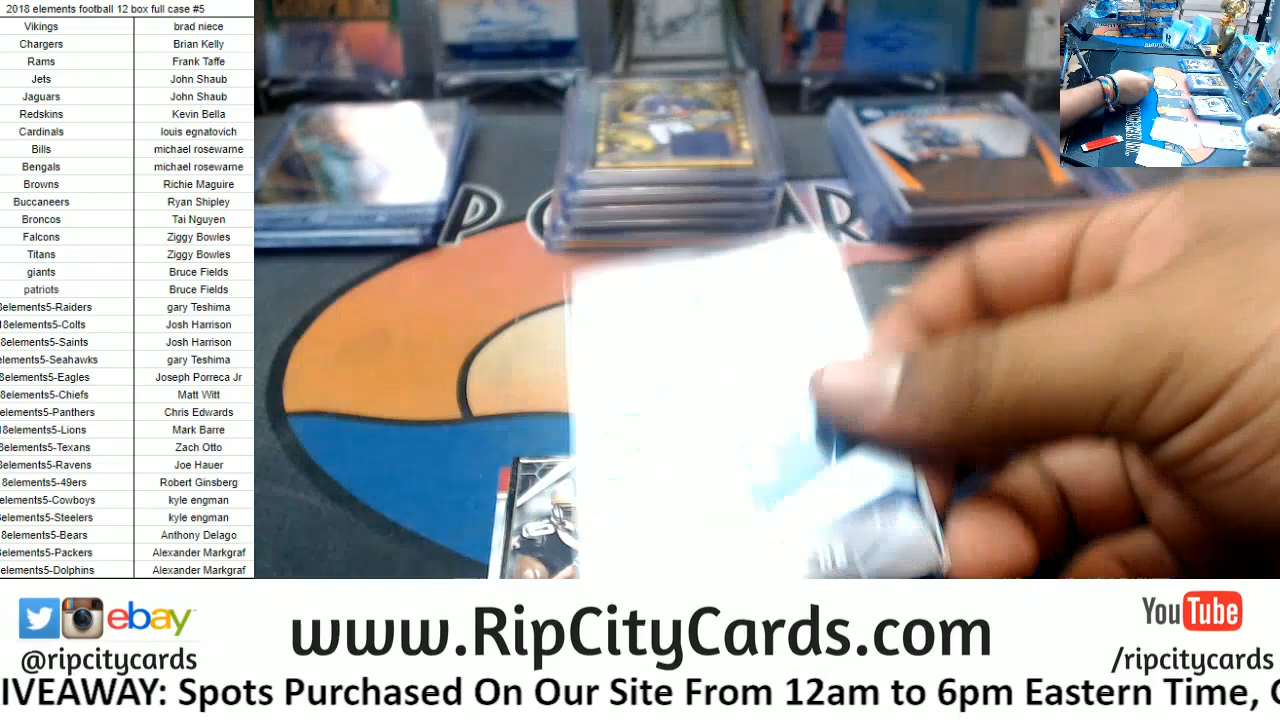 2018 elements football 12 box full case #5
Vikings brad niece
Chargers Brian Kelly
Rams Frank Taffe
Jets John Shaub
Jaguars John Shaub
Redskins Kevin Bella
Cardinals louis egnatovich
Bills michael rosewarne
Bengals michael rosewarne
Browns Richie Maguire
Buccaneers Ryan Shipley
Broncos Tai Nguyen
Falcons Ziggy Bowles
Titans Ziggy Bowles
giants Bruce Fields
patriots Bruce Fields
8elements5-Raiders gary Teshima
18elements5-Colts Josh Harrison
8elements5-Saints Josh Harrison
elements5-Seahawks gary Teshima
8elements5-Eagles Joseph Porreca Jr
8elements5-Chiefs Matt Witt
elements5-Panthers Chris Edwards
18elements5-Lions Mark Barre
8elements5-Texans Zach Otto
8elements5-Ravens Joe Hauer
8elements5-49ers Robert Ginsberg
elements5-Cowboys kyle engman
elements5-Steelers kyle engman
8elements5-Bears Anthony Delago
elements5-Packers Alexander Markgraf
elements5-Dolphins Alexander Markgraf
ebay
@ripcitycards
www.RipCityCards.com
YouTube
/ripcitycards
IVEAWAY: Spots Purchased On Our Site From 12am to 6pm Eastern Time,